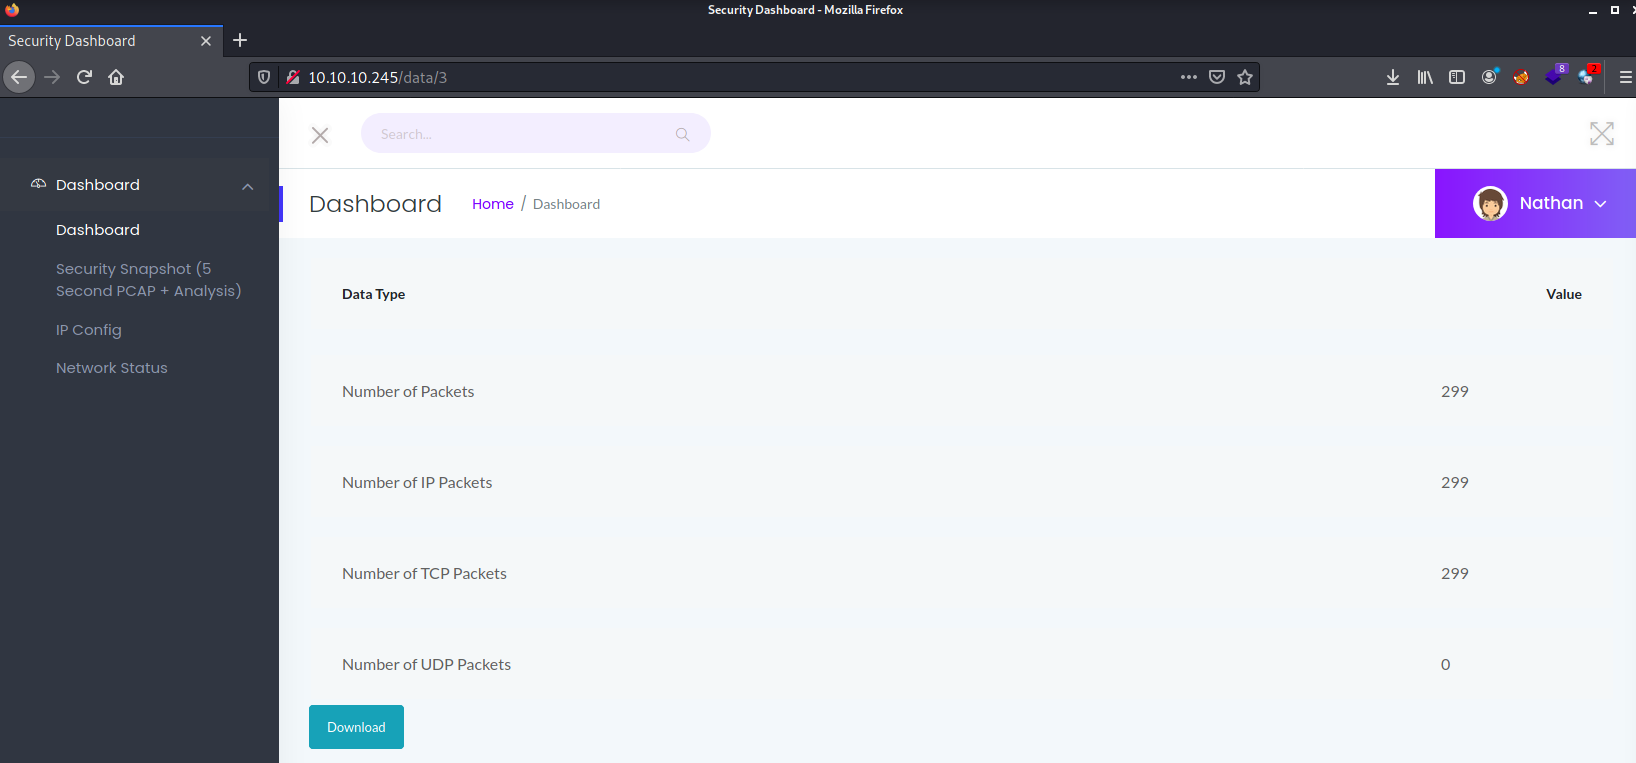 Security Dashboard - Mozilla Firefox
Security Dashboard
10.10.10.245/data/3
8
2
Search...
Dashboard
Dashboard
Security Snapshot (5
Second PCAP + Analysis)
IP Config
Network Status
Dashboard
Home / Dashboard
Nathan
Data Type Value
Number of Packets 299
Number of IP Packets 299
Number of TCP Packets 299
Number of UDP Packets 0
Download